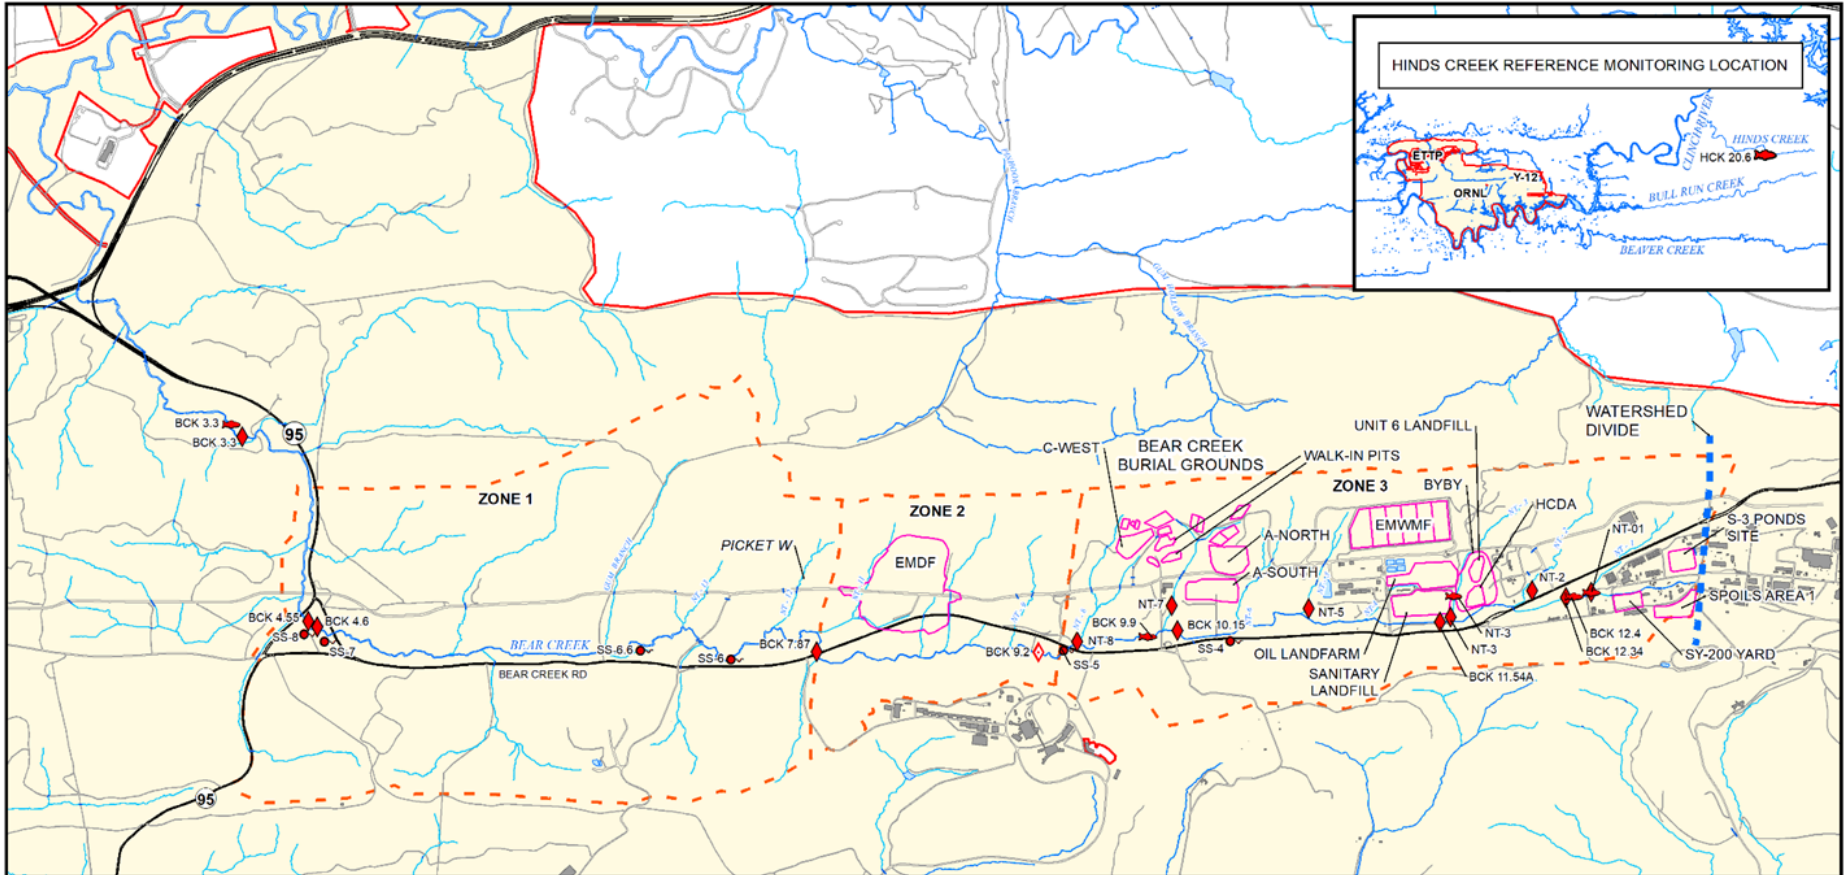 HINDS CREEK REFERENCE MONITORING LOCATION
CLINCH RIVER
HINDS CREEK
HCK 20.6
ETTP
Y-12
ORNL
BULL RUN CREEK
BEAVER CREEK
GUM HOLLOW BRANCH
BCK 3.3
BCK 3.3
95
ZONE 1
ZONE 2
ZONE 3
C-WEST
BEAR CREEK
BURIAL GROUNDS
WALK-IN PITS
UNIT 6 LANDFILL
WATERSHED
DIVIDE
BYBY
HCDA
EMWMF
NT-01
S-3 PONDS
SITE
PICKET W
EMDF
A-NORTH
A-SOUTH
GUM BRANCH
NT-7
NT-5
NT-2
SPOILS AREA 1
BCK 4.55
BCK 4.6
SS-8
SS-7
BEAR CREEK
SS-6.6
SS-6
BCK 7.87
BCK 9.2
SS-5
NT-8
BCK 9.9
BCK 10.15
SS-4
OIL LANDFARM
SANITARY
LANDFILL
NT-3
NT-3
BCK 11.54A
BCK 12.4
BCK 12.34
SY-200 YARD
BEAR CREEK RD
95